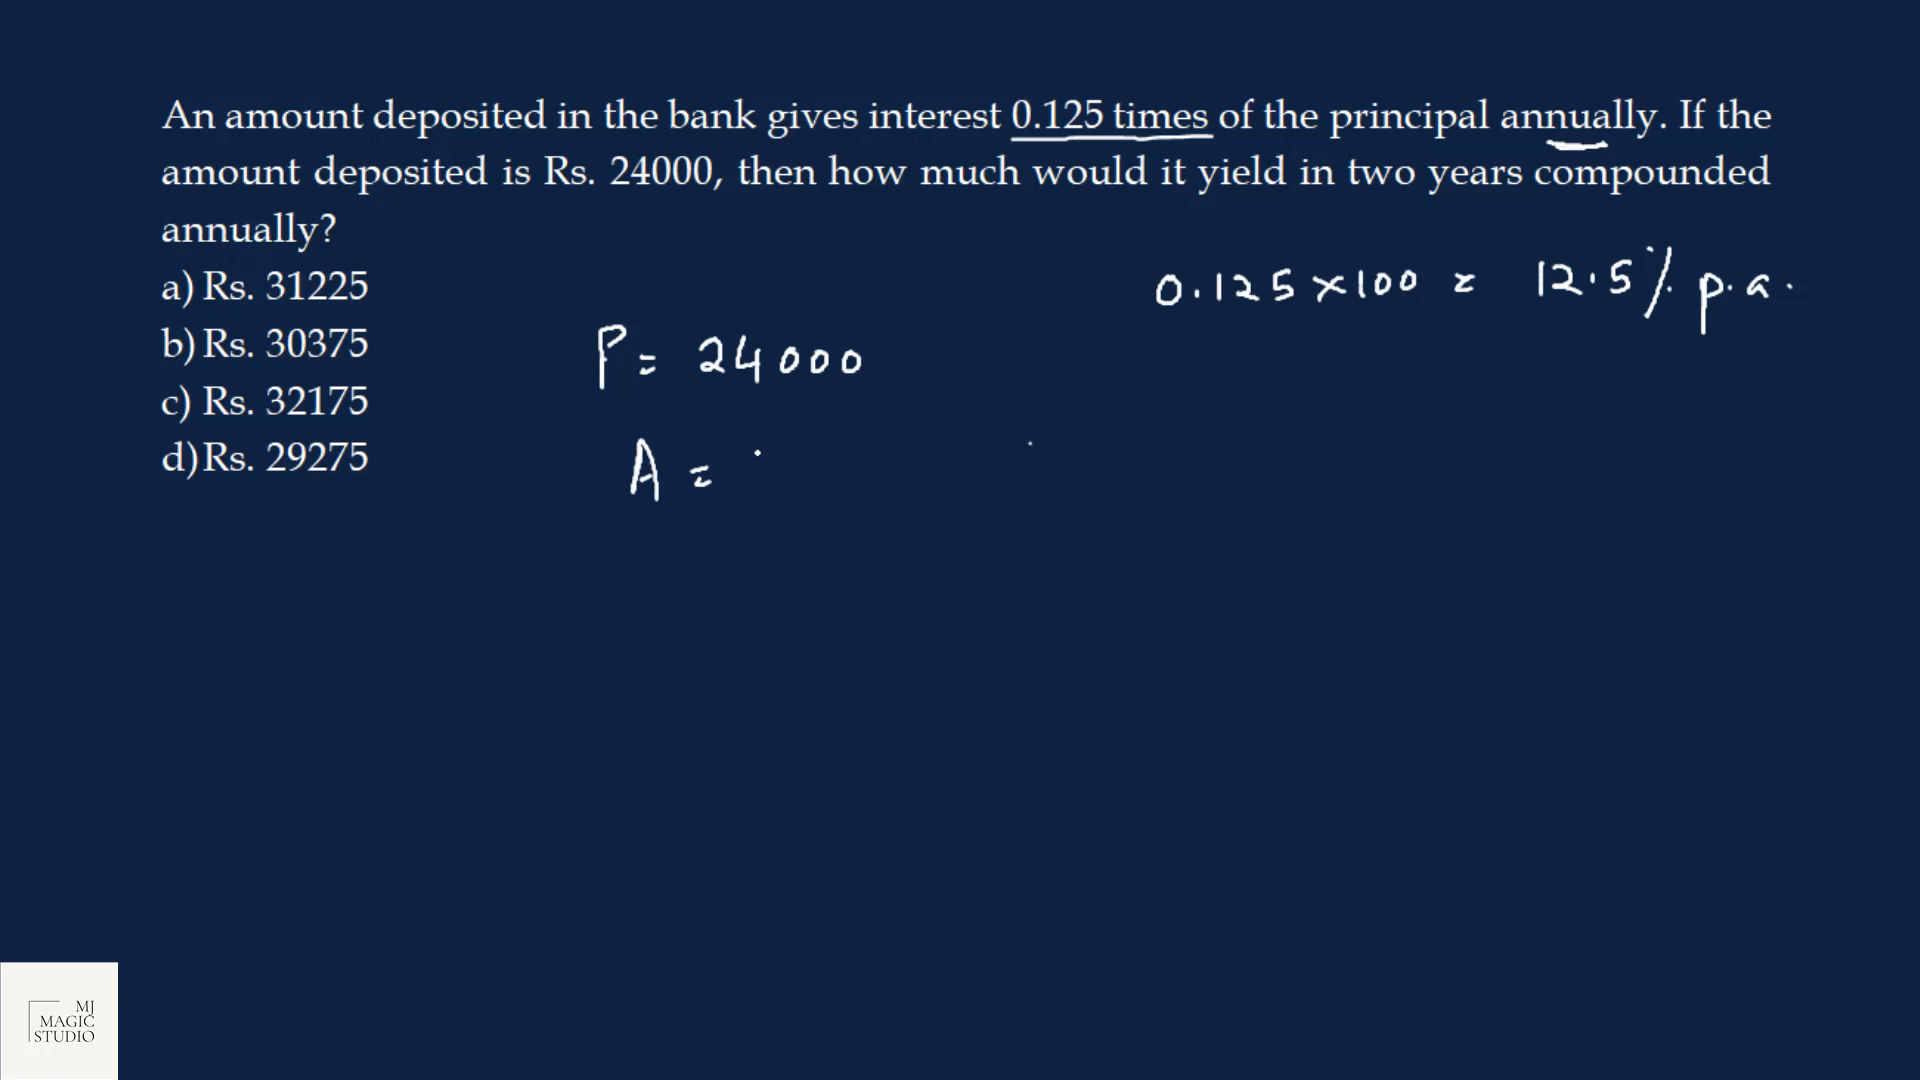 An amount deposited in the bank gives interest 0.125 times of the principal annually. If the
amount deposited is Rs. 24000, then how much would it yield in two years compounded
annually?
a) Rs. 31225
b) Rs. 30375
c) Rs. 32175
d) Rs. 29275
0.125 × 100 = 12.5% p.a.
P = 24000
A =
MJ
MAGIC
STUDIO